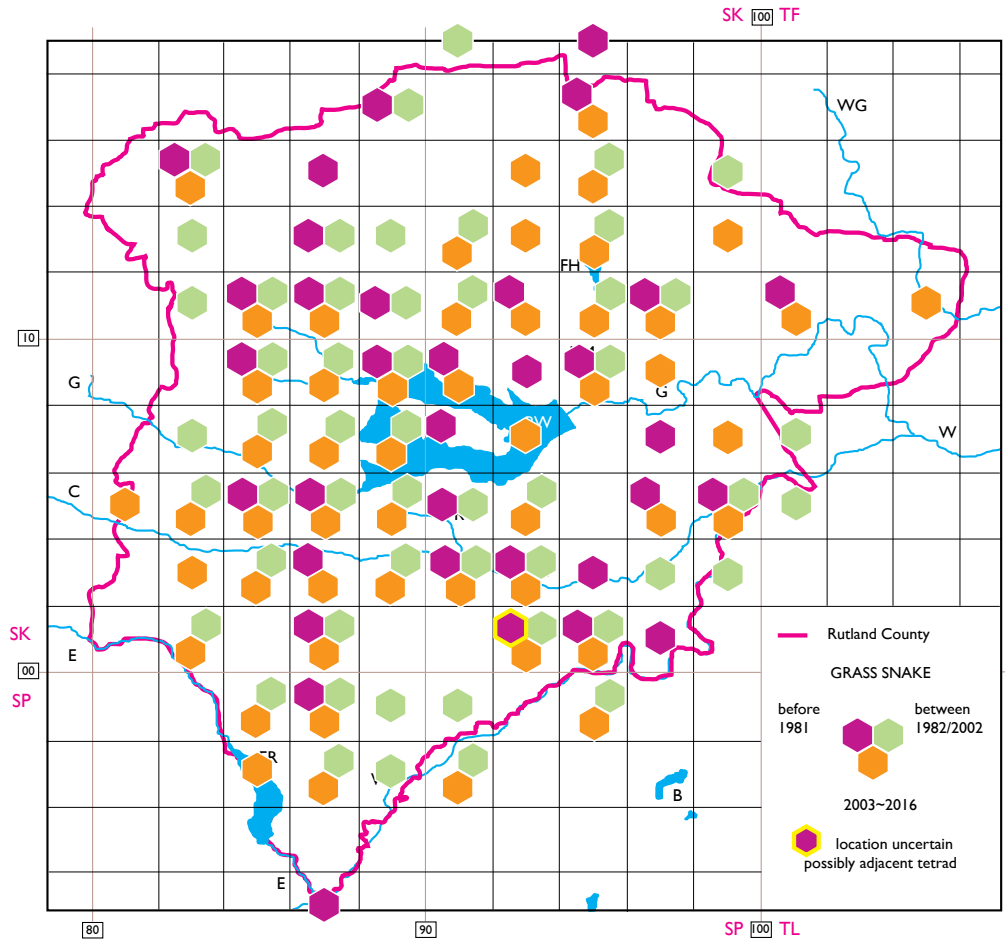 SK 100 TF
WG
FH
10
G
G
W
C
SK
E
00
SP
Rutland County
GRASS SNAKE
before
1981
between
1982/2002
2003~2016
location uncertain
possibly adjacent tetrad
B
E
80
90
SP 100 TL